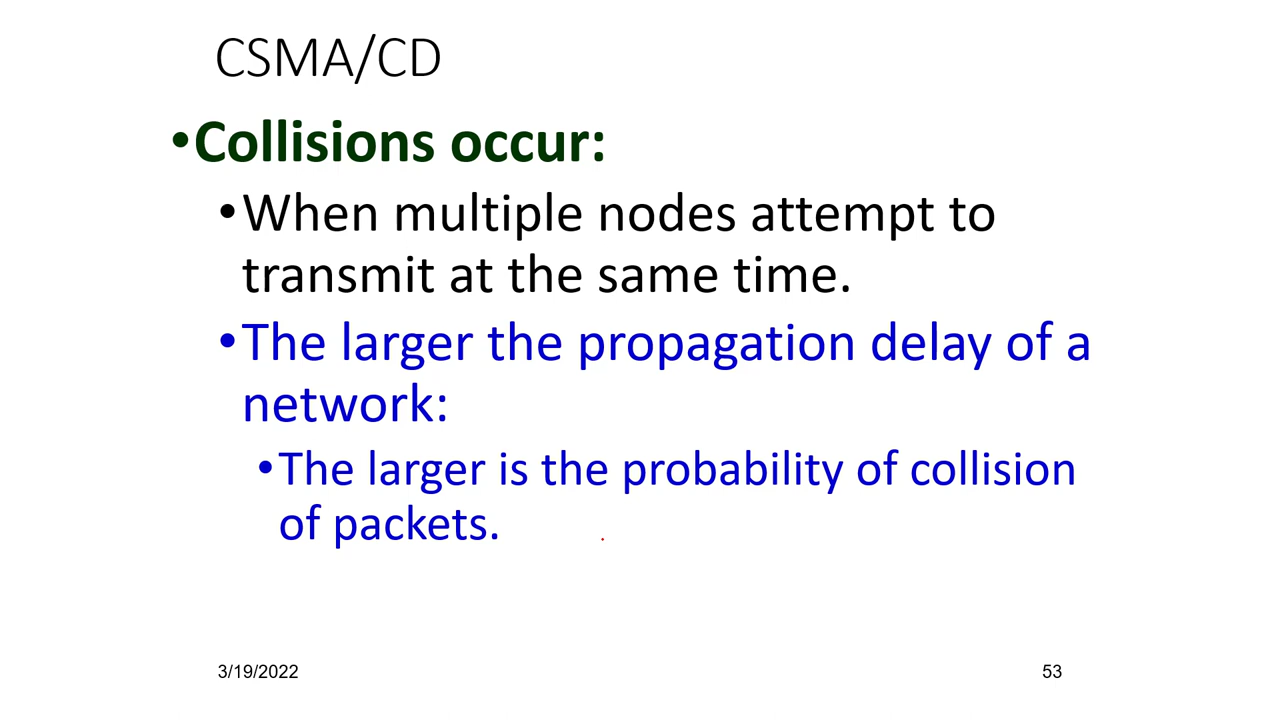 CSMA/CD
•Collisions occur:
•When multiple nodes attempt to
transmit at the same time.
•The larger the propagation delay of a
network:
•The larger is the probability of collision
of packets.
3/19/2022
53